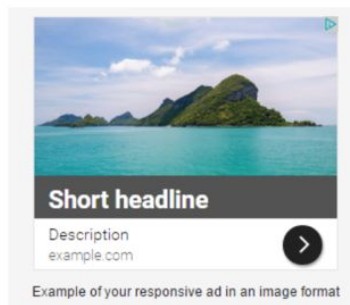 Short headline
Description
example.com
Example of your responsive ad in an image format